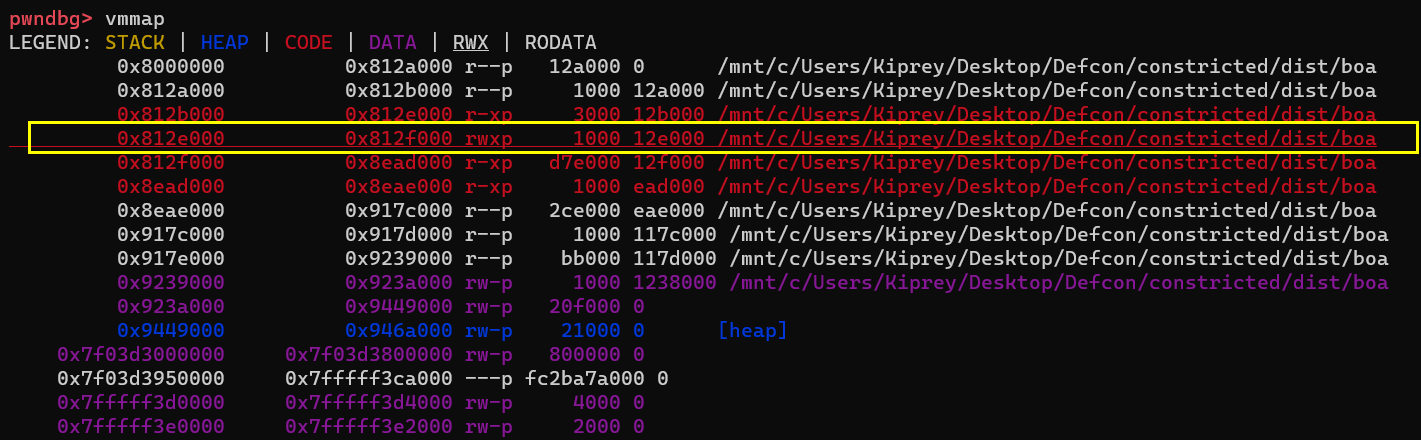 pwndbg> vmmap
LEGEND: STACK | HEAP | CODE | DATA | RWX | RODATA
0x8000000 0x812a000 r--p 12a000 0 /mnt/c/Users/Kiprey/Desktop/Defcon/constricted/dist/boa
0x812a000 0x812b000 r--p 1000 12a000 /mnt/c/Users/Kiprey/Desktop/Defcon/constricted/dist/boa
0x812b000 0x812e000 r-xp 3000 12b000 /mnt/c/Users/Kiprey/Desktop/Defcon/constricted/dist/boa
0x812e000 0x812f000 rwxp 1000 12e000 /mnt/c/Users/Kiprey/Desktop/Defcon/constricted/dist/boa
0x812f000 0x8ead000 r-xp d7e000 12f000 /mnt/c/Users/Kiprey/Desktop/Defcon/constricted/dist/boa
0x8ead000 0x8eae000 r-xp 1000 ead000 /mnt/c/Users/Kiprey/Desktop/Defcon/constricted/dist/boa
0x8eae000 0x917c000 r--p 2ce000 eae000 /mnt/c/Users/Kiprey/Desktop/Defcon/constricted/dist/boa
0x917c000 0x917d000 r--p 1000 117c000 /mnt/c/Users/Kiprey/Desktop/Defcon/constricted/dist/boa
0x917e000 0x9239000 r--p bb000 117d000 /mnt/c/Users/Kiprey/Desktop/Defcon/constricted/dist/boa
0x9239000 0x923a000 rw-p 1000 1238000 /mnt/c/Users/Kiprey/Desktop/Defcon/constricted/dist/boa
0x923a000 0x9449000 rw-p 20f000 0
0x9449000 0x946a000 rw-p 21000 0 [heap]
0x7f03d3000000 0x7f03d3800000 rw-p 800000 0
0x7f03d3950000 0x7fffff3ca000 ---p fc2ba7a000 0
0x7fffff3d0000 0x7fffff3d4000 rw-p 4000 0
0x7fffff3e0000 0x7fffff3e2000 rw-p 2000 0